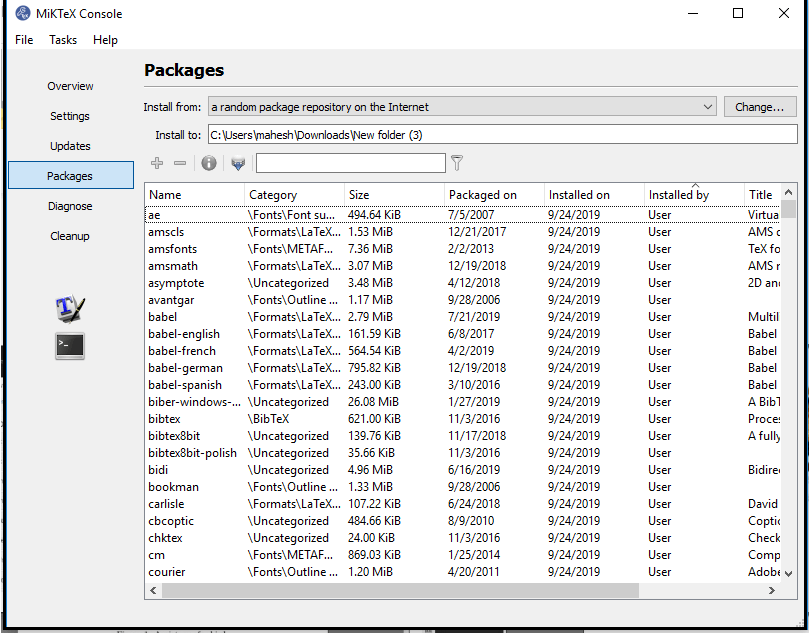 MiKTeX Console
File Tasks Help
Overview
Settings
Updates
Packages
Diagnose
Cleanup
Packages
Install from: a random package repository on the Internet Change...
Install to: C:\Users\mahesh\Downloads\New folder (3)
Name Category Size Packaged on Installed on Installed by Title
ae \Fonts\Font su... 494.64 KiB 7/5/2007 9/24/2019 User Virtua
amscls \Formats\LaTeX... 1.53 MiB 12/21/2017 9/24/2019 User AMS c
amsfonts \Fonts\METAF... 7.36 MiB 2/2/2013 9/24/2019 User TeX fo
amsmath \Formats\LaTeX... 3.07 MiB 12/19/2018 9/24/2019 User AMS r
asymptote \Uncategorized 3.48 MiB 4/12/2018 9/24/2019 User 2D and
avantgar \Fonts\Outline ... 1.17 MiB 9/28/2006 9/24/2019 User
babel \Formats\LaTeX... 2.79 MiB 7/21/2019 9/24/2019 User Multil
babel-english \Formats\LaTeX... 161.59 KiB 6/8/2017 9/24/2019 User Babel
babel-french \Formats\LaTeX... 564.54 KiB 4/2/2019 9/24/2019 User Babel
babel-german \Formats\LaTeX... 795.82 KiB 12/19/2018 9/24/2019 User Babel
babel-spanish \Formats\LaTeX... 243.00 KiB 3/10/2016 9/24/2019 User Babel
biber-windows-... \Uncategorized 26.08 MiB 1/27/2019 9/24/2019 User A BibT
bibtex \BibTeX 621.00 KiB 11/3/2016 9/24/2019 User Proces
bibtex8bit \Uncategorized 139.76 KiB 11/17/2018 9/24/2019 User A fully
bibtex8bit-polish \Uncategorized 35.66 KiB 11/3/2016 9/24/2019 User
bidi \Uncategorized 4.96 MiB 6/16/2019 9/24/2019 User Bidirec
bookman \Fonts\Outline ... 1.33 MiB 9/28/2006 9/24/2019 User
carlisle \Formats\LaTeX... 107.22 KiB 6/24/2018 9/24/2019 User David
cbcoptic \Uncategorized 484.66 KiB 8/9/2010 9/24/2019 User Coptic
chktex \Uncategorized 24.00 KiB 11/3/2016 9/24/2019 User Check
cm \Fonts\METAF... 869.03 KiB 1/25/2014 9/24/2019 User Comp
courier \Fonts\Outline ... 1.20 MiB 4/20/2011 9/24/2019 User Adobe